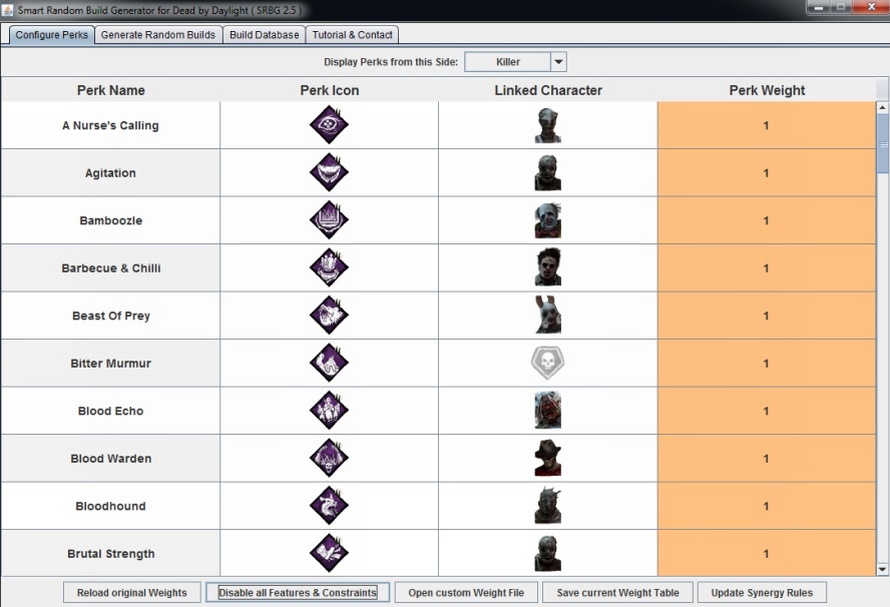 Smart Random Build Generator for Dead by Daylight ( SRBG 2.5 )
Configure Perks Generate Random Builds Build Database Tutorial & Contact
Display Perks from this Side: Killer
Perk Name Perk Icon Linked Character Perk Weight
A Nurse's Calling 1
Agitation 1
Bamboozle 1
Barbecue & Chilli 1
Beast Of Prey 1
Bitter Murmur 1
Blood Echo 1
Blood Warden 1
Bloodhound 1
Brutal Strength 1
Reload original Weights Disable all Features & Constraints Open custom Weight File Save current Weight Table Update Synergy Rules